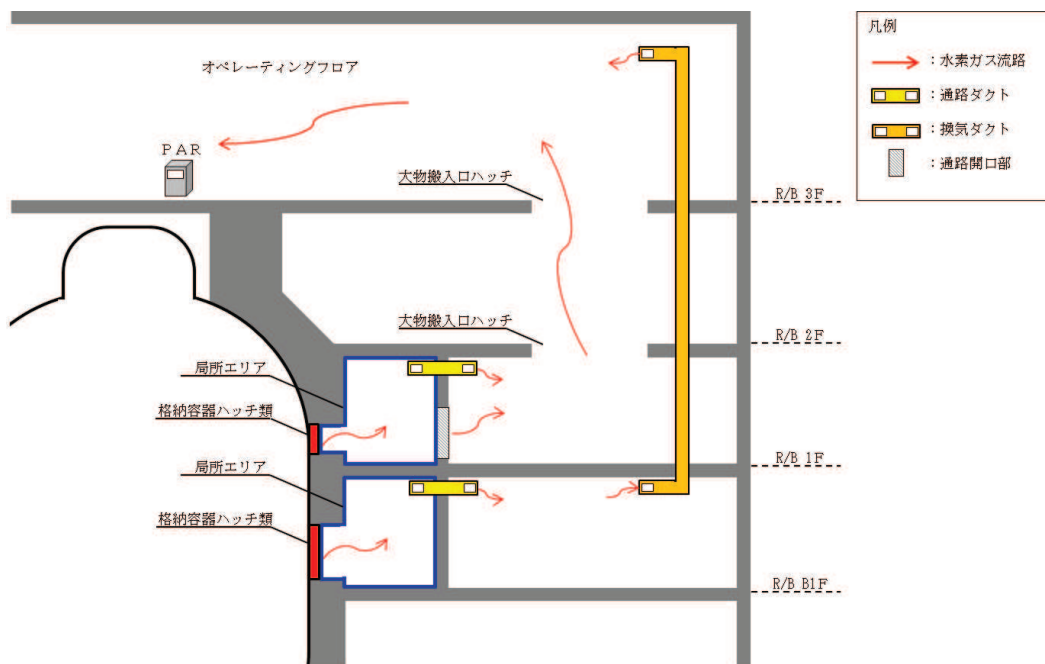 オペレーティングフロア
PAR
大物搬入口ハッチ
R/B 3F
大物搬入口ハッチ
R/B 2F
局所エリア
格納容器ハッチ類
R/B 1F
局所エリア
格納容器ハッチ類
R/B B1F
凡例
：水素ガス流路
：通路ダクト
：換気ダクト
：通路開口部